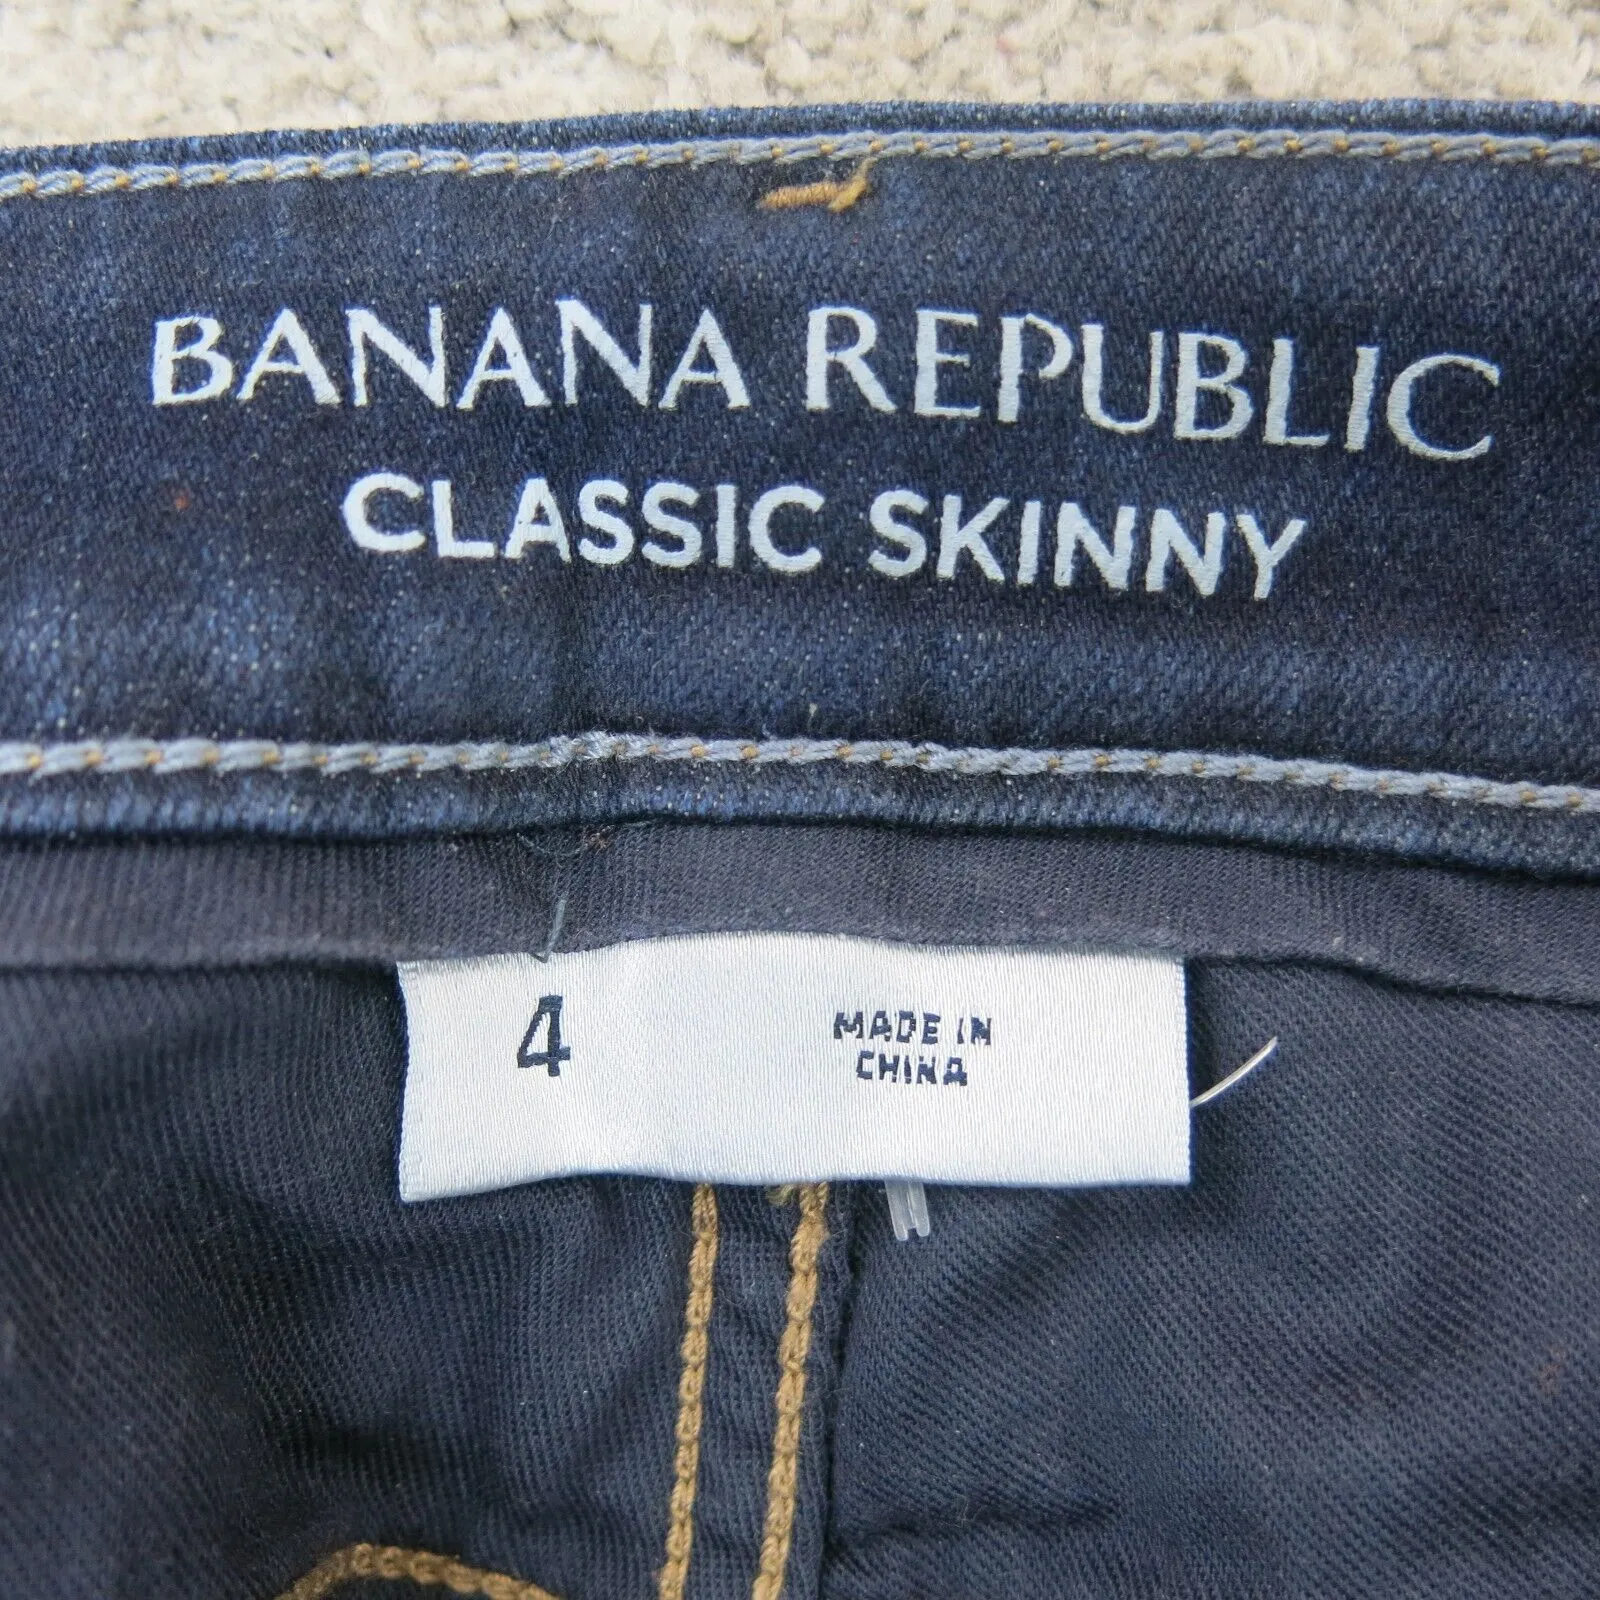 BANANA REPUBLIC
CLASSIC SKINNY
4
MADE IN
CHINA